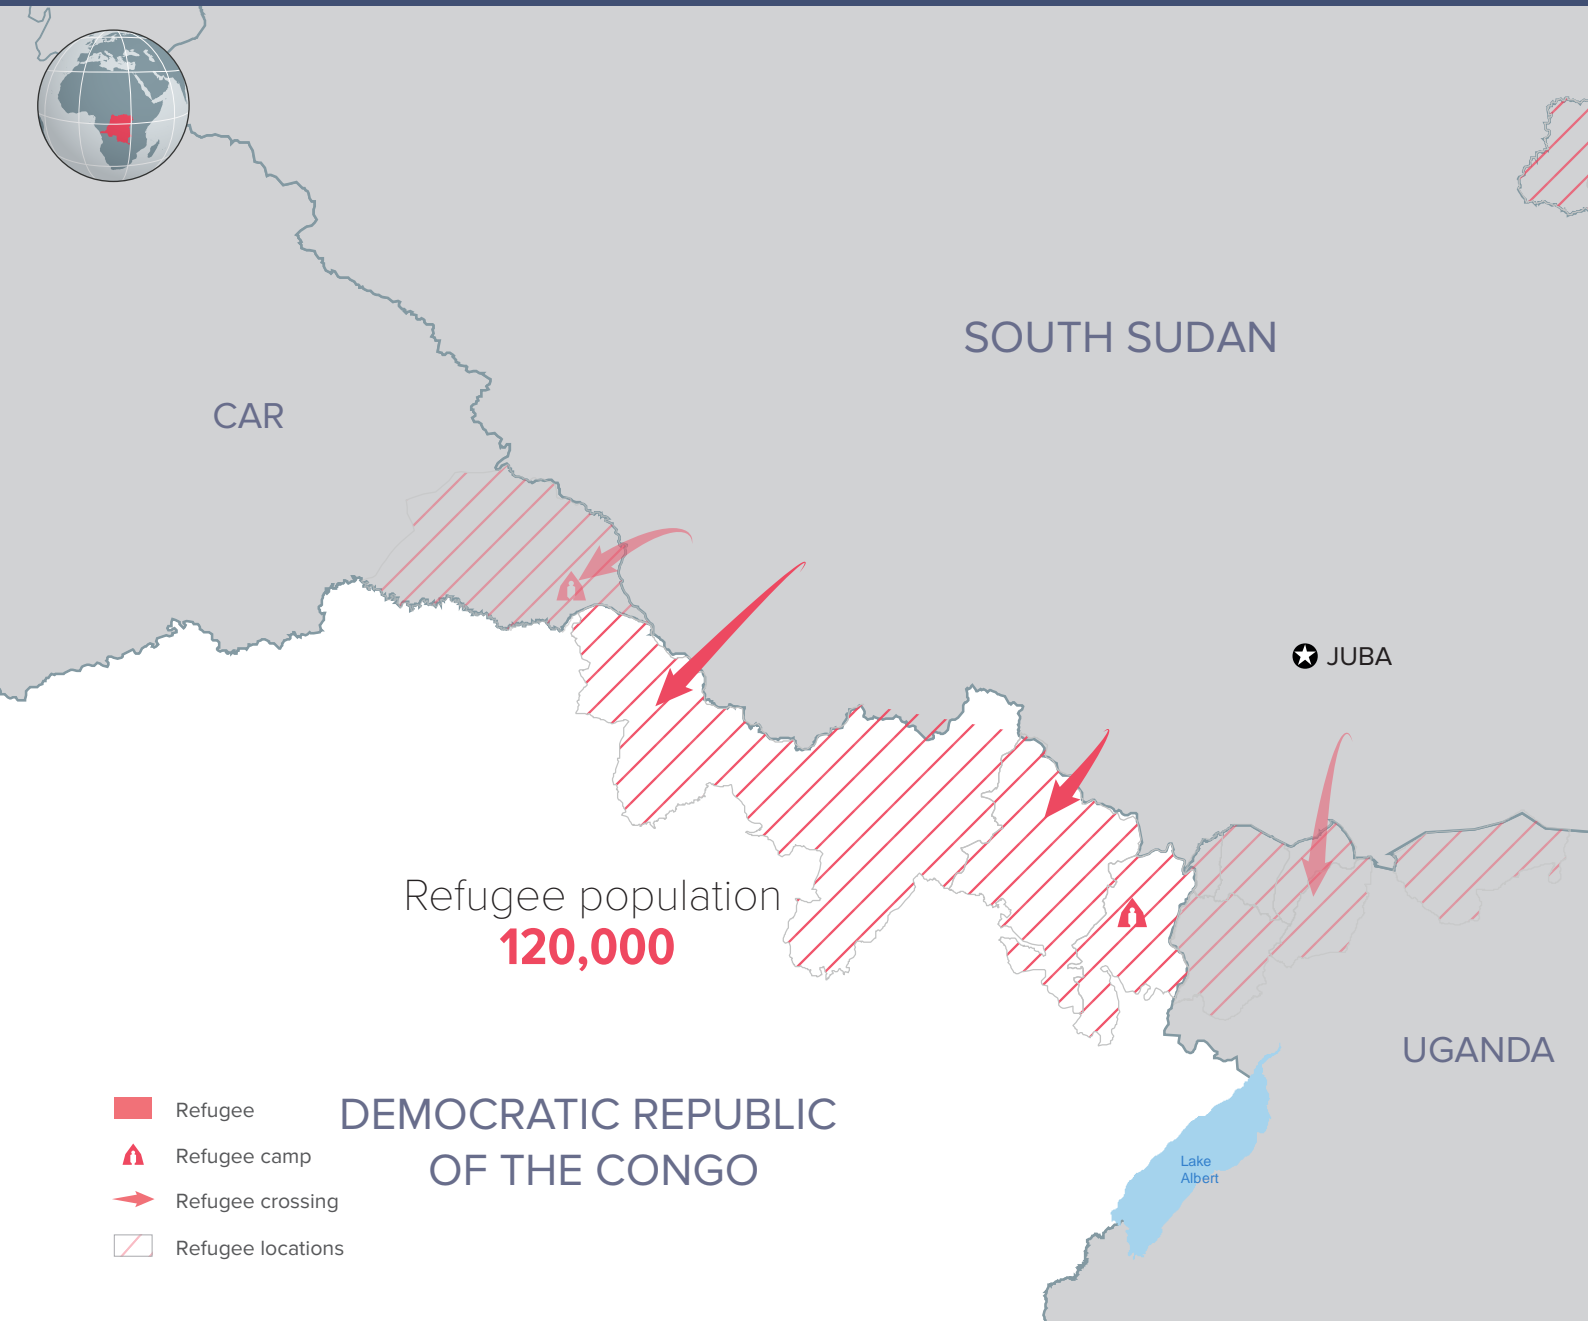 SOUTH SUDAN
CAR
JUBA
Refugee population
120,000
UGANDA
DEMOCRATIC REPUBLIC
OF THE CONGO
Lake
Albert
Refugee
Refugee camp
Refugee crossing
Refugee locations